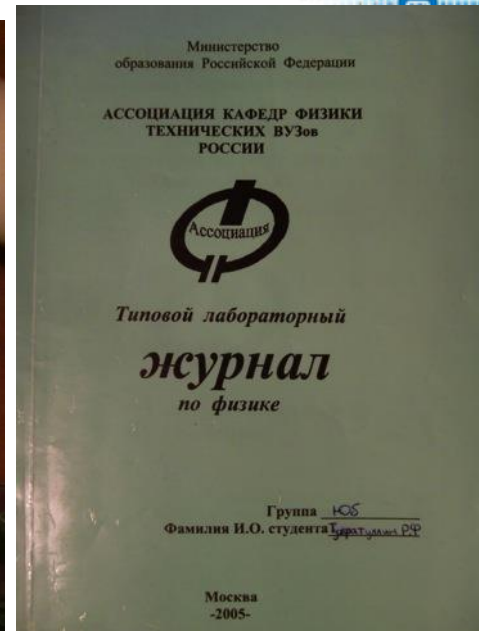 Министерство
образования Российской Федерации
АССОЦИАЦИЯ КАФЕДР ФИЗИКИ
ТЕХНИЧЕСКИХ ВУЗов
РОССИИ
Ассоциация
Типовой лабораторный
журнал
по физике
Группа Ю5
Фамилия И.О. студента Р.Ф
Москва
-2005-